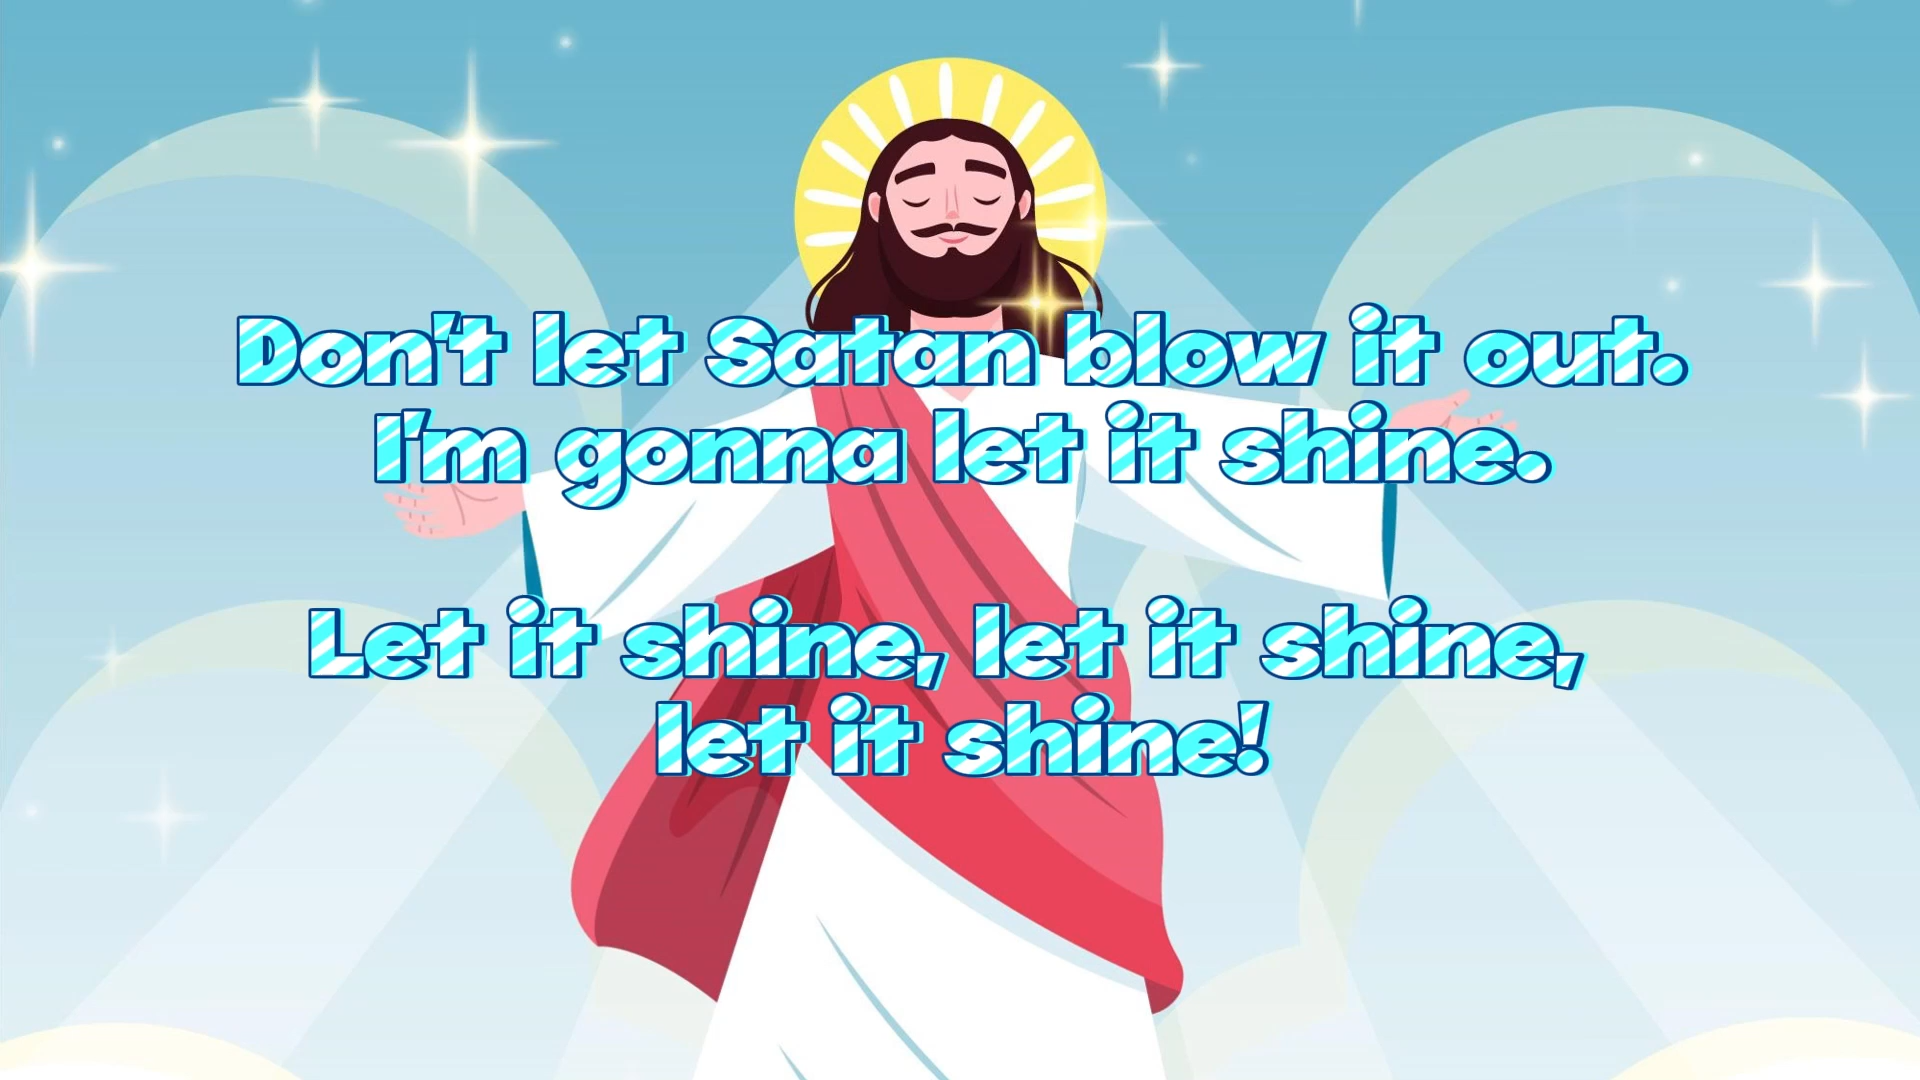 Don't let Satan blow it out.
I'm gonna let it shine.
Let it shine, let it shine,
let it shine!